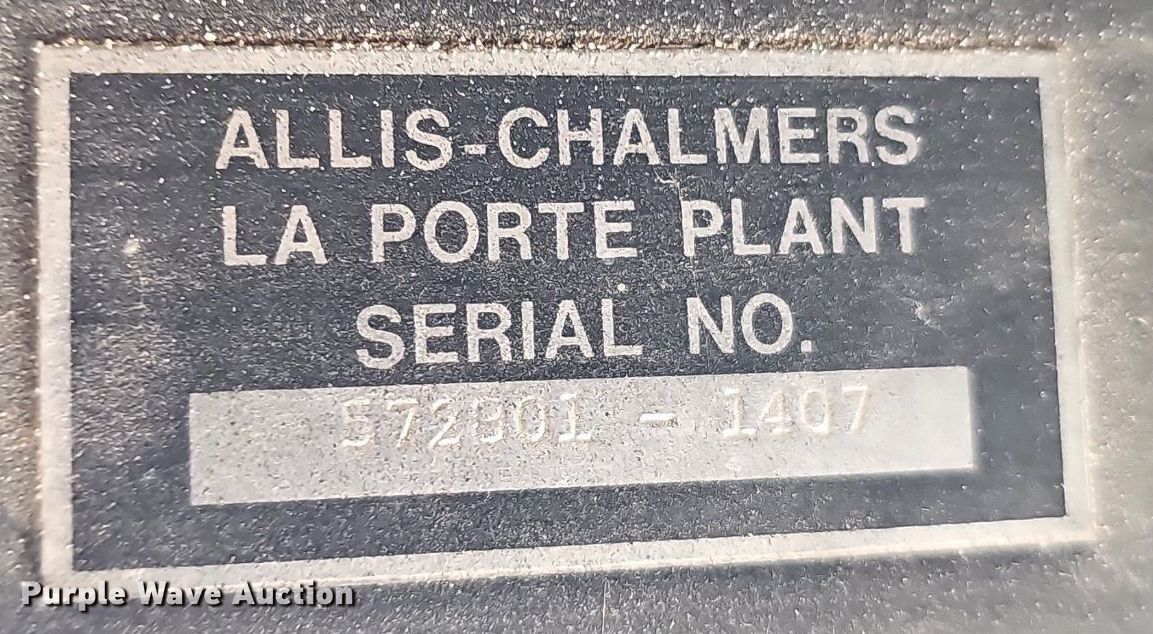 ALLIS-CHALMERS
LA PORTE PLANT
SERIAL NO.
572801 - 1407
Purple Wave Auction